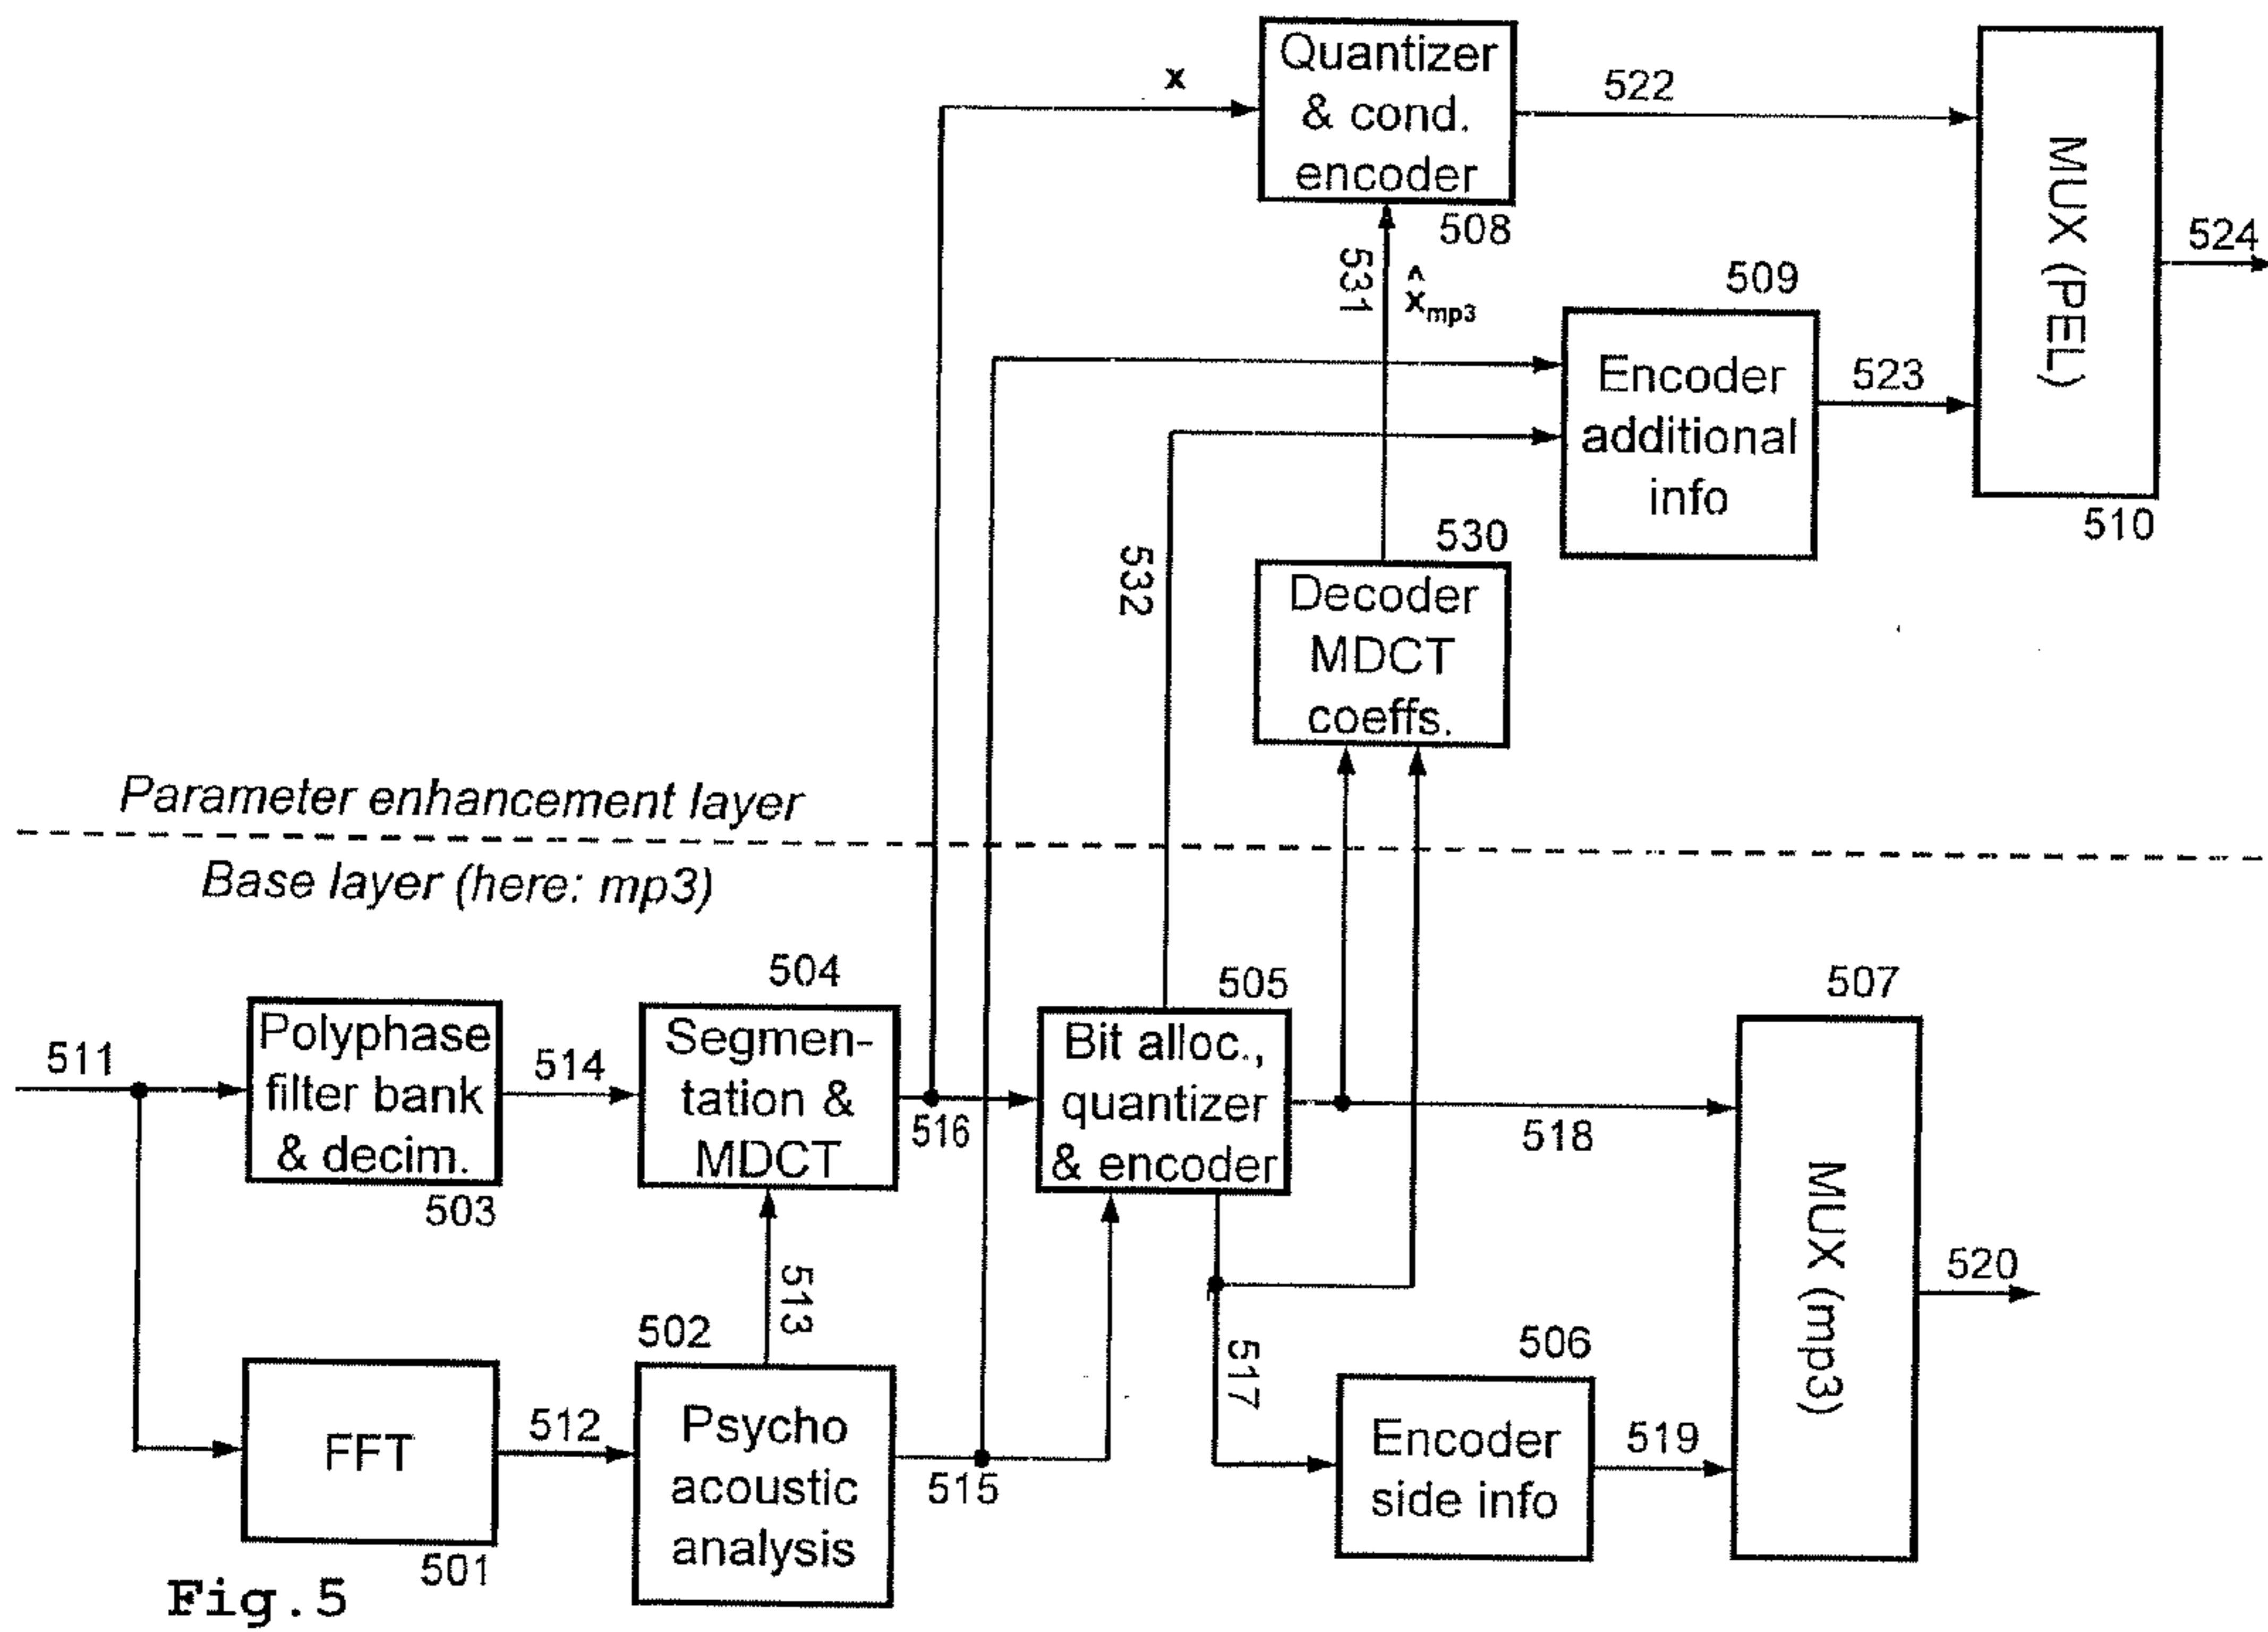 Quantizer
& cond.
encoder
508
x
522
MUX (PEL)
510
524
531
x̂mp3
509
Encoder
additional
info
523
530
Decoder
MDCT
coeffs.
532
Parameter enhancement layer
Base layer (here: mp3)
511
Polyphase
filter bank
& decim.
503
514
504
Segmen-
tation &
MDCT
516
505
Bit alloc.,
quantizer
& encoder
518
507
MUX (mp3)
520
513
517
FFT
501
512
502
Psycho
acoustic
analysis
515
506
Encoder
side info
519
Fig.5